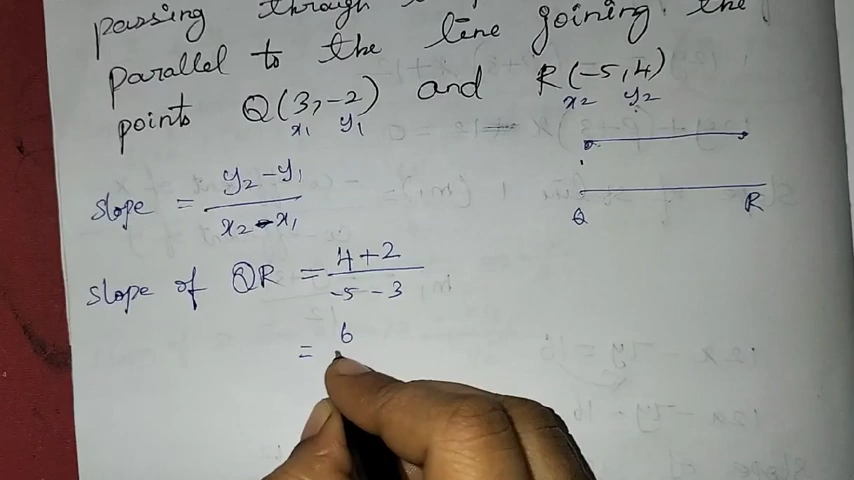 passing through
parallel to the line joining the
points Q(3,-2) and R(-5,4)
x₁ y₁ x₂ y₂
slope = y₂-y₁ / x₂-x₁
Q R
slope of QR = 4+2 / -5-3
= 6